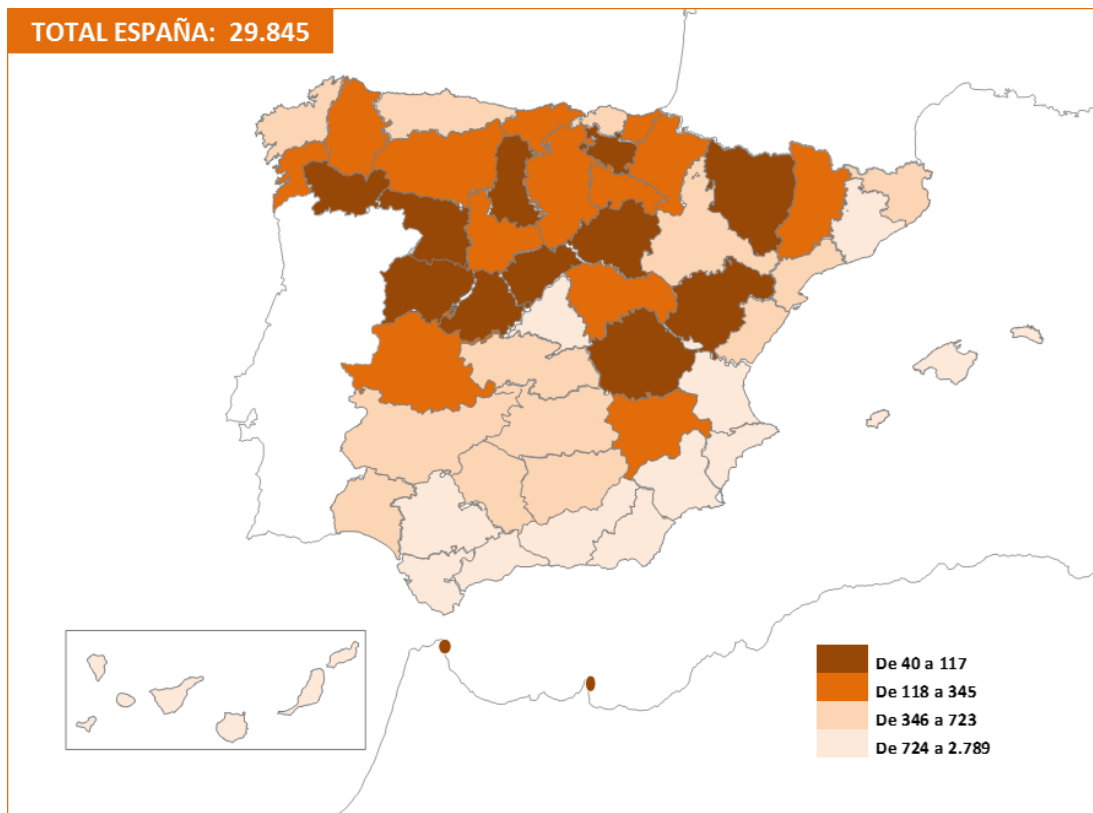 TOTAL ESPAÑA: 29.845
De 40 a 117
De 118 a 345
De 346 a 723
De 724 a 2.789